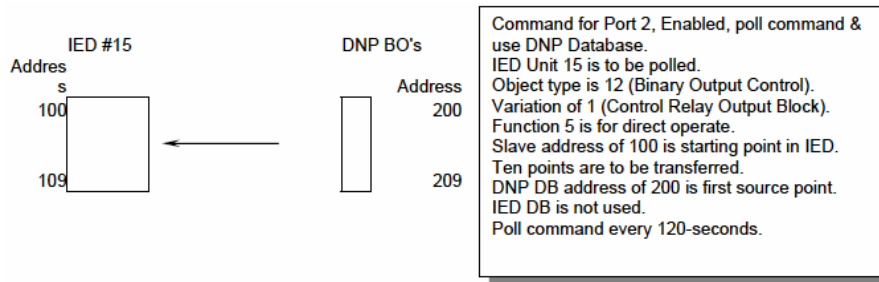 IED #15
DNP BO's
Addres
s
Address
100
200
109
209
Command for Port 2, Enabled, poll command &
use DNP Database.
IED Unit 15 is to be polled.
Object type is 12 (Binary Output Control).
Variation of 1 (Control Relay Output Block).
Function 5 is for direct operate.
Slave address of 100 is starting point in IED.
Ten points are to be transferred.
DNP DB address of 200 is first source point.
IED DB is not used.
Poll command every 120-seconds.